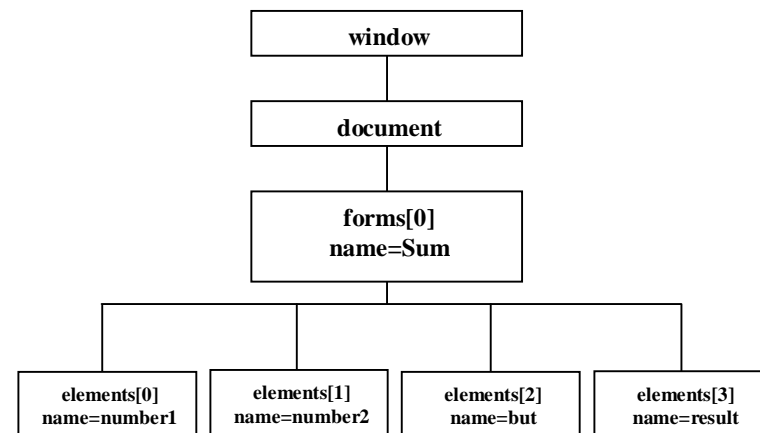 window
document
forms[0]
name=Sum
elements[0]
name=number1
elements[1]
name=number2
elements[2]
name=but
elements[3]
name=result